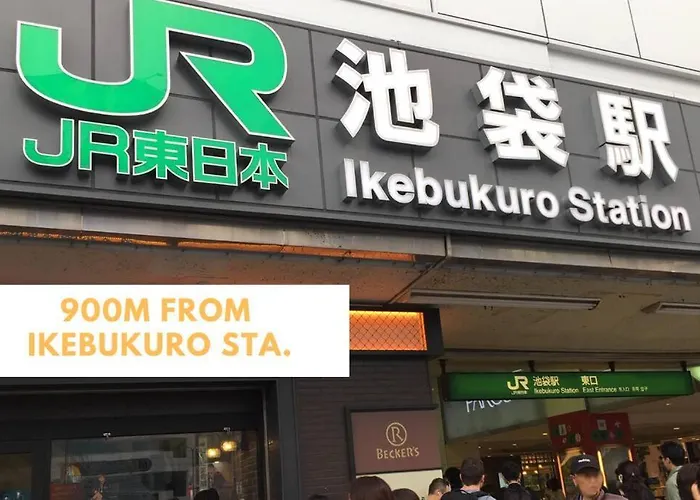 JR
JR東日本
池袋駅
Ikebukuro Station
900M FROM
IKEBUKURO STA.
JR 池袋駅 東口
Ikebukuro Station East Entrance
R
BECKER'S